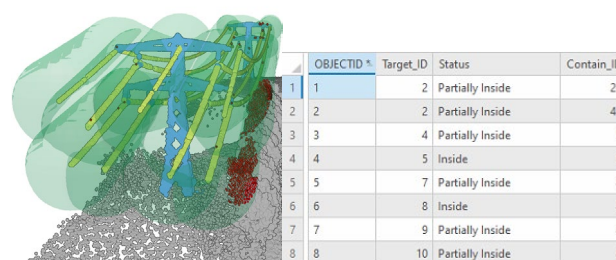 OBJECTID Target_ID Status Contain_I
1 1 2 Partially Inside 2
2 2 2 Partially Inside 4
3 3 4 Partially Inside
4 4 5 Inside
5 5 7 Partially Inside
6 6 8 Inside
7 7 9 Partially Inside
8 8 10 Partially Inside